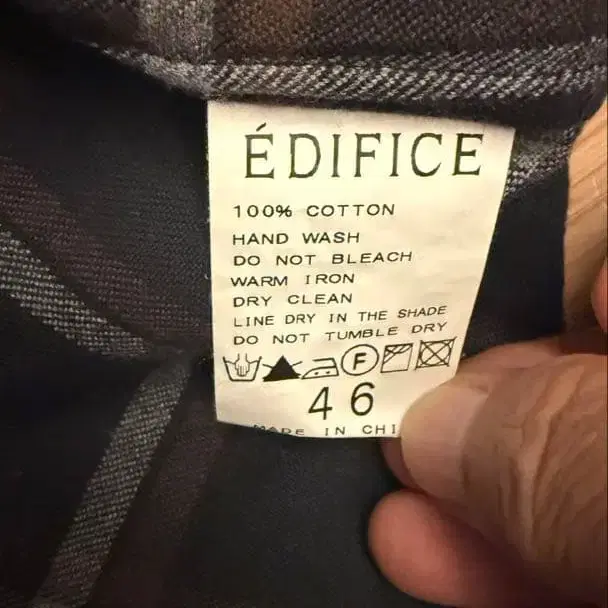 ÉDIFICE
100% COTTON
HAND WASH
DO NOT BLEACH
WARM IRON
DRY CLEAN
LINE DRY IN THE SHADE
DO NOT TUMBLE DRY
F
46
MADE IN CHI